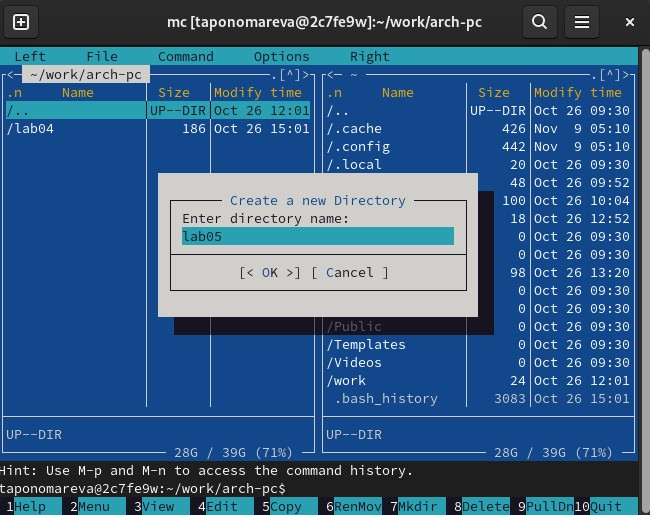 mc [taponomareva@2c7fe9w]:~/work/arch-pc
Left File Command Options Right
<─ ~/work/arch-pc .[^]>
.n Name Size Modify time
/.. UP--DIR Oct 26 12:01
/lab04 186 Oct 26 15:01
UP--DIR
28G / 39G (71%)
<─ ~ .[^]>
.n Name Size Modify time
/.. UP--DIR Oct 26 09:30
/.cache 426 Nov 9 05:10
/.config 442 Nov 9 05:10
/.local 20 Oct 26 09:30
48 Oct 26 09:52
100 Oct 26 10:04
18 Oct 26 12:52
0 Oct 26 09:30
0 Oct 26 09:30
98 Oct 26 13:20
0 Oct 26 09:30
0 Oct 26 09:30
/Public 0 Oct 26 09:30
/Templates 0 Oct 26 09:30
/Videos 0 Oct 26 09:30
/work 24 Oct 26 12:01
.bash_history 3083 Oct 26 15:01
UP--DIR
28G / 39G (71%)
Create a new Directory
Enter directory name:
lab05
[< OK >] [ Cancel ]
Hint: Use M-p and M-n to access the command history.
taponomareva@2c7fe9w:~/work/arch-pc$
1Help 2Menu 3View 4Edit 5Copy 6RenMov 7Mkdir 8Delete 9PullDn 10Quit